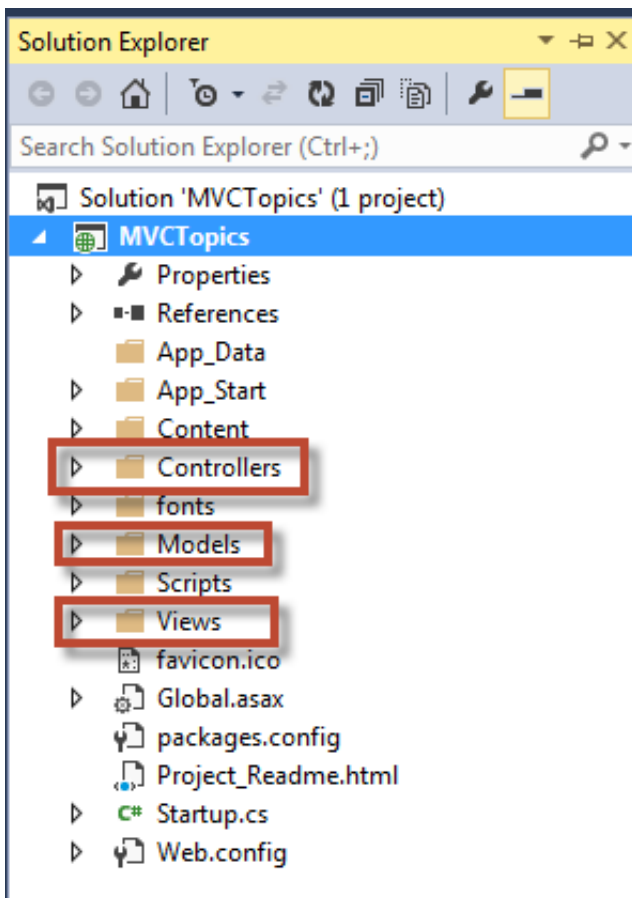 Solution Explorer
Search Solution Explorer (Ctrl+;)
Solution 'MVCTopics' (1 project)
MVCTopics
Properties
References
App_Data
App_Start
Content
Controllers
fonts
Models
Scripts
Views
favicon.ico
Global.asax
packages.config
Project_Readme.html
C# Startup.cs
Web.config